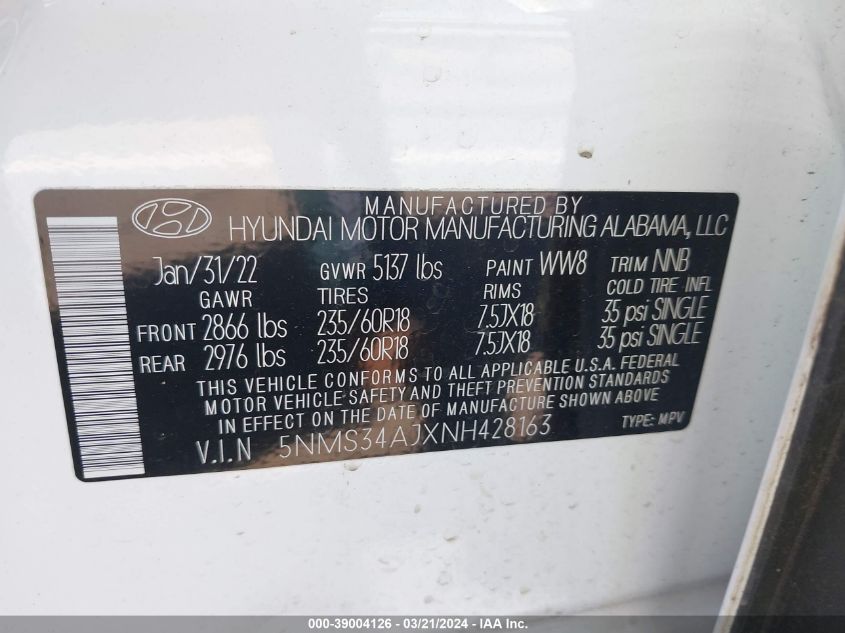 MANUFACTURED BY
HYUNDAI MOTOR MANUFACTURING ALABAMA, LLC
Jan/31/22 GVWR 5137 lbs PAINT WW8 TRIM NNB
GAWR TIRES RIMS COLD TIRE INFL
FRONT 2866 lbs 235/60R18 7.5JX18 35 psi SINGLE
REAR 2976 lbs 235/60R18 7.5JX18 35 psi SINGLE
THIS VEHICLE CONFORMS TO ALL APPLICABLE U.S.A. FEDERAL
MOTOR VEHICLE SAFETY AND THEFT PREVENTION STANDARDS
IN EFFECT ON THE DATE OF MANUFACTURE SHOWN ABOVE
V.I.N 5NMS34AJXNH428163 TYPE: MPV
000-39004126 - 03/21/2024 - IAA Inc.